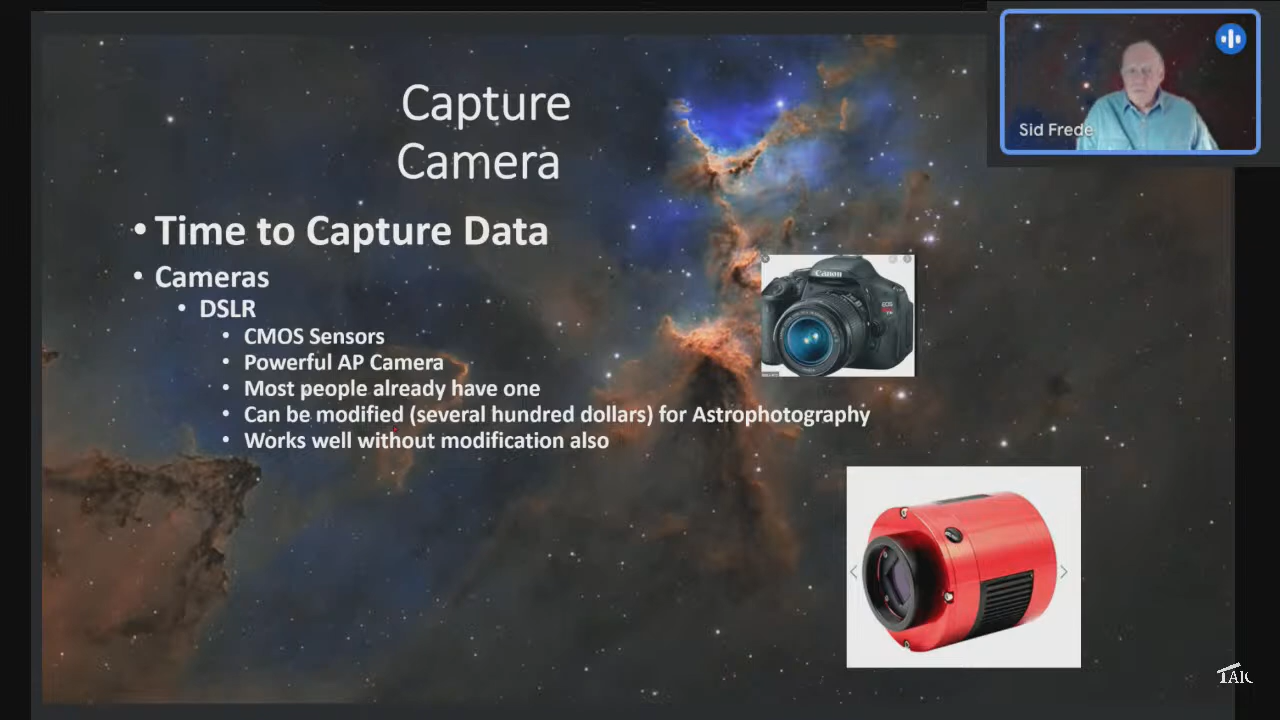 Capture
Camera
• Time to Capture Data
• Cameras
• DSLR
• CMOS Sensors
• Powerful AP Camera
• Most people already have one
• Can be modified (several hundred dollars) for Astrophotography
• Works well without modification also
Sid Frede
Canon
EOS